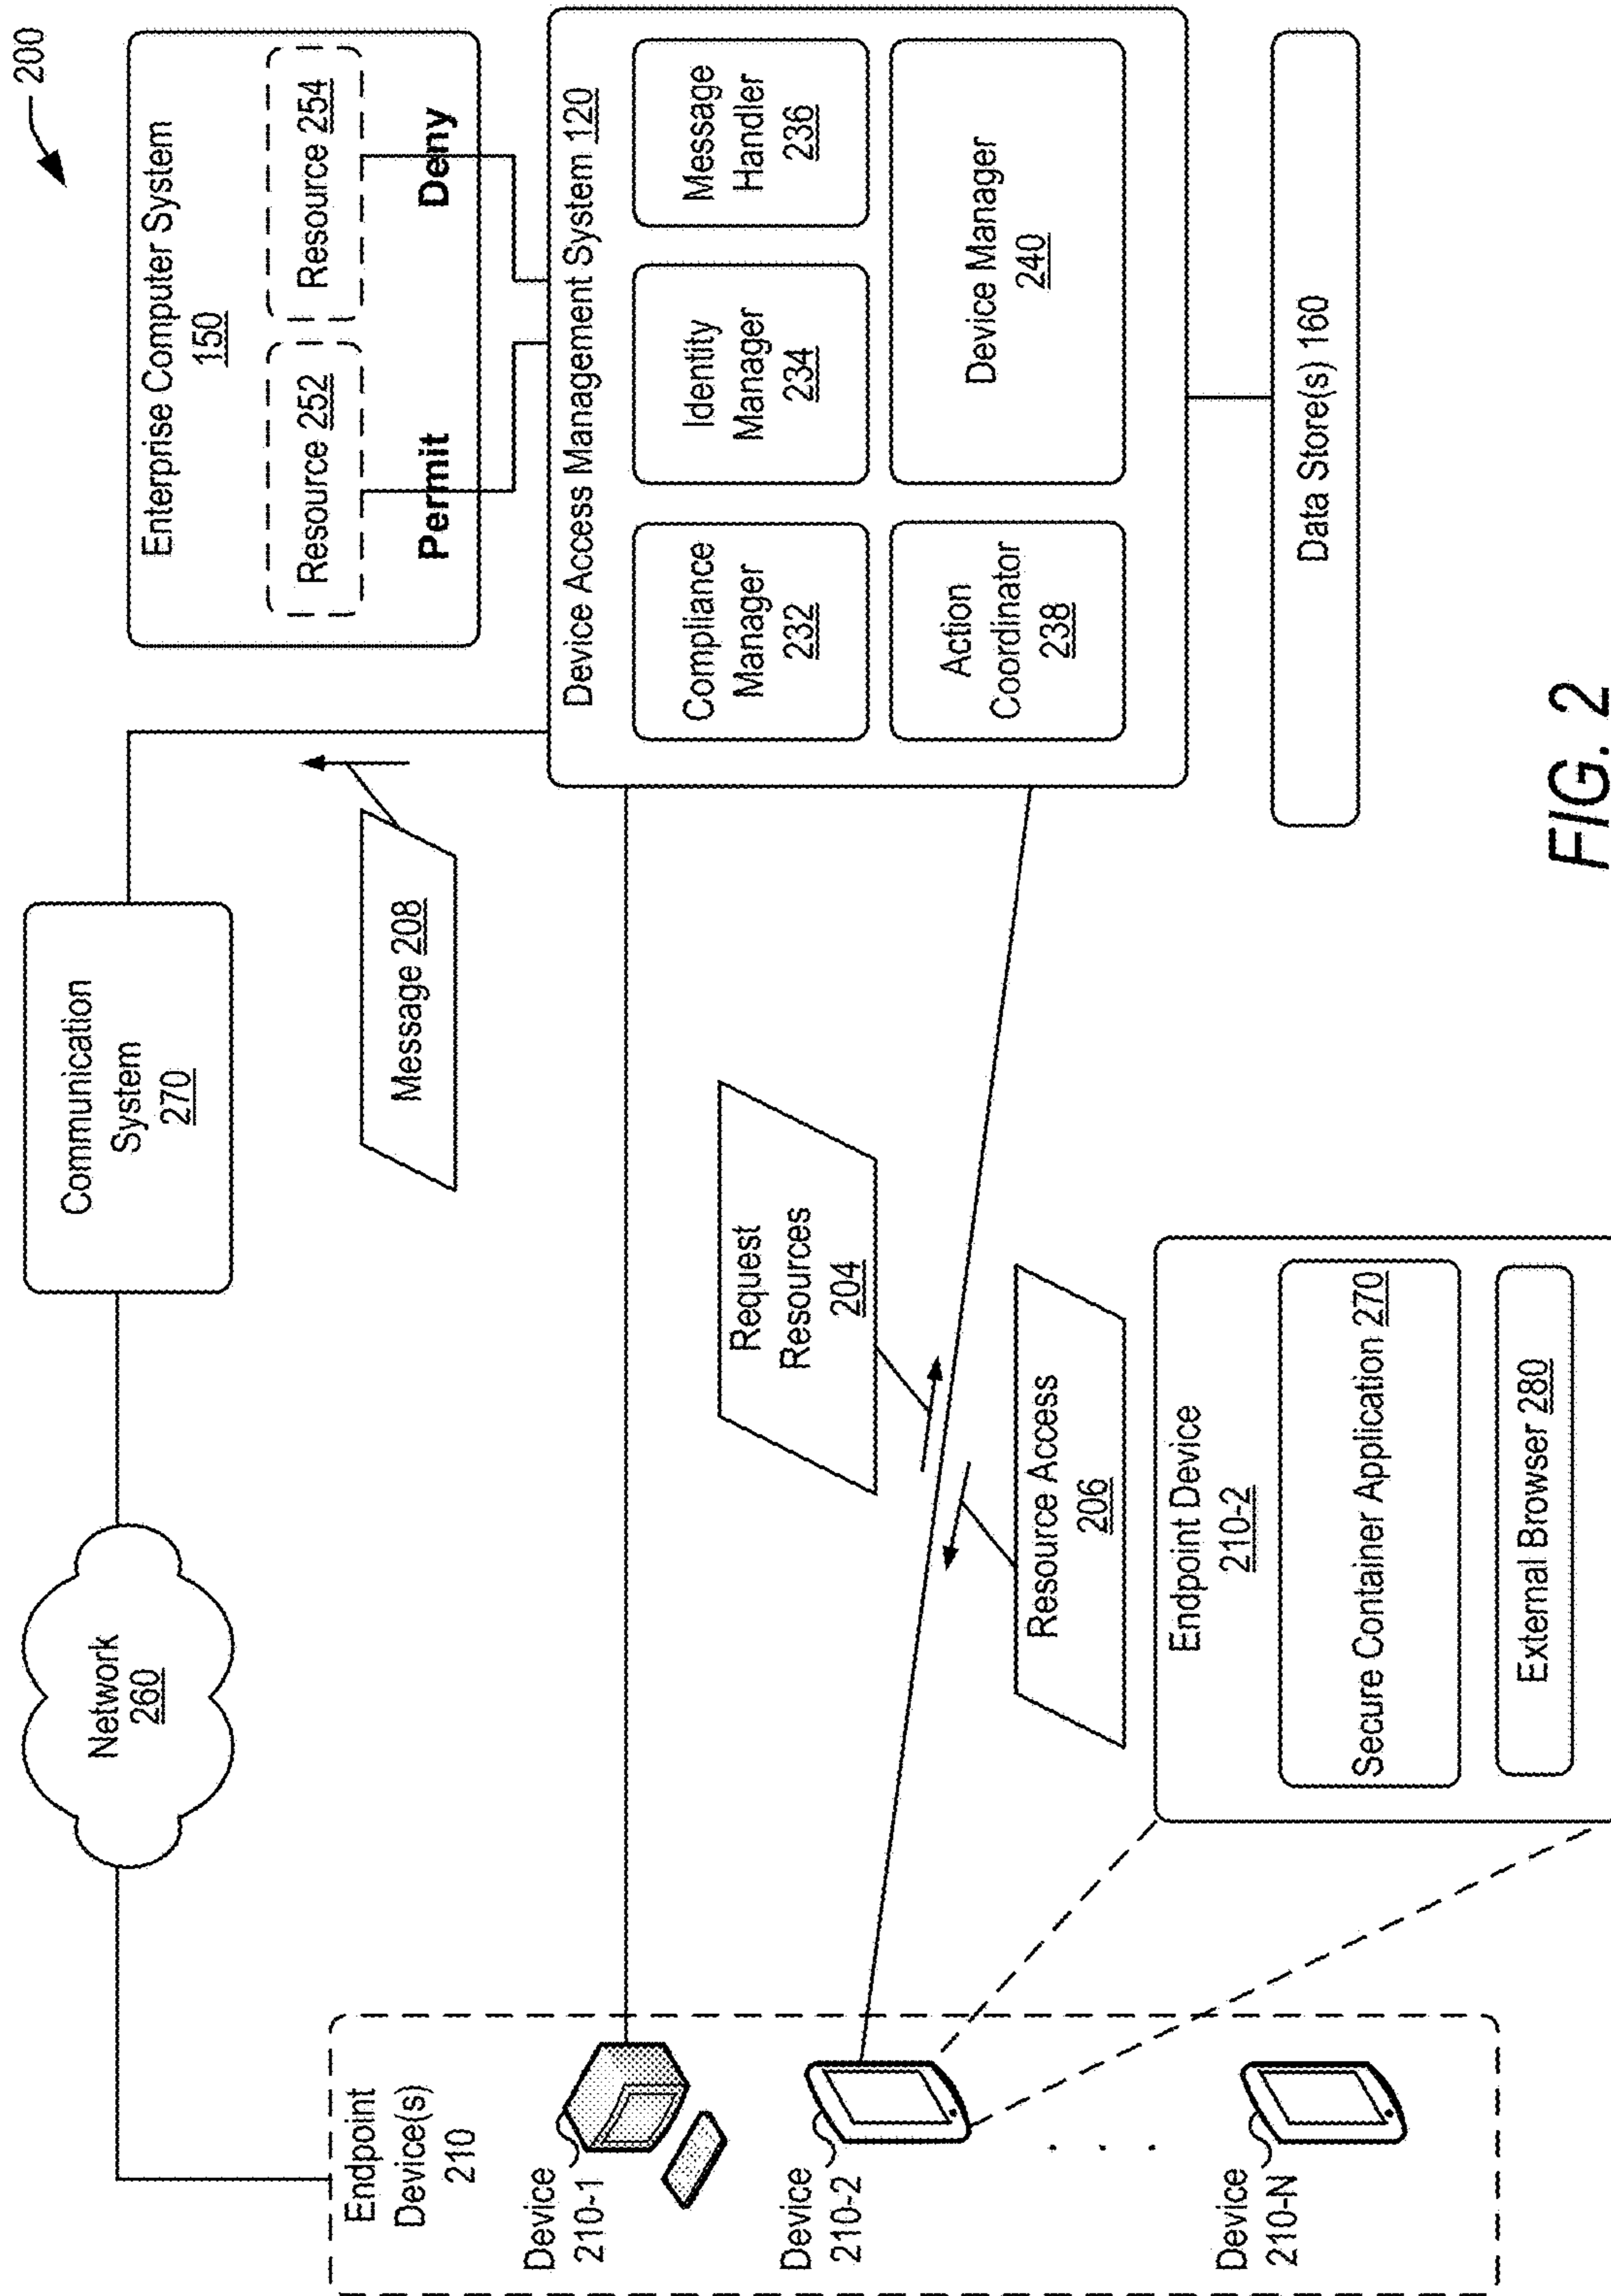 200
Communication
System
270
Network
260
Enterprise Computer System
150
Resource 252
Resource 254
Permit
Deny
Message 208
Endpoint
Device(s)
210
Device
210-1
Device
210-2
.  .  .
Device
210-N
Request
Resources
204
Resource Access
206
Device Access Management System 120
Compliance
Manager
232
Identity
Manager
234
Message
Handler
236
Action
Coordinator
238
Device Manager
240
Endpoint Device
210-2
Secure Container Application 270
External Browser 280
Data Store(s) 160
FIG. 2